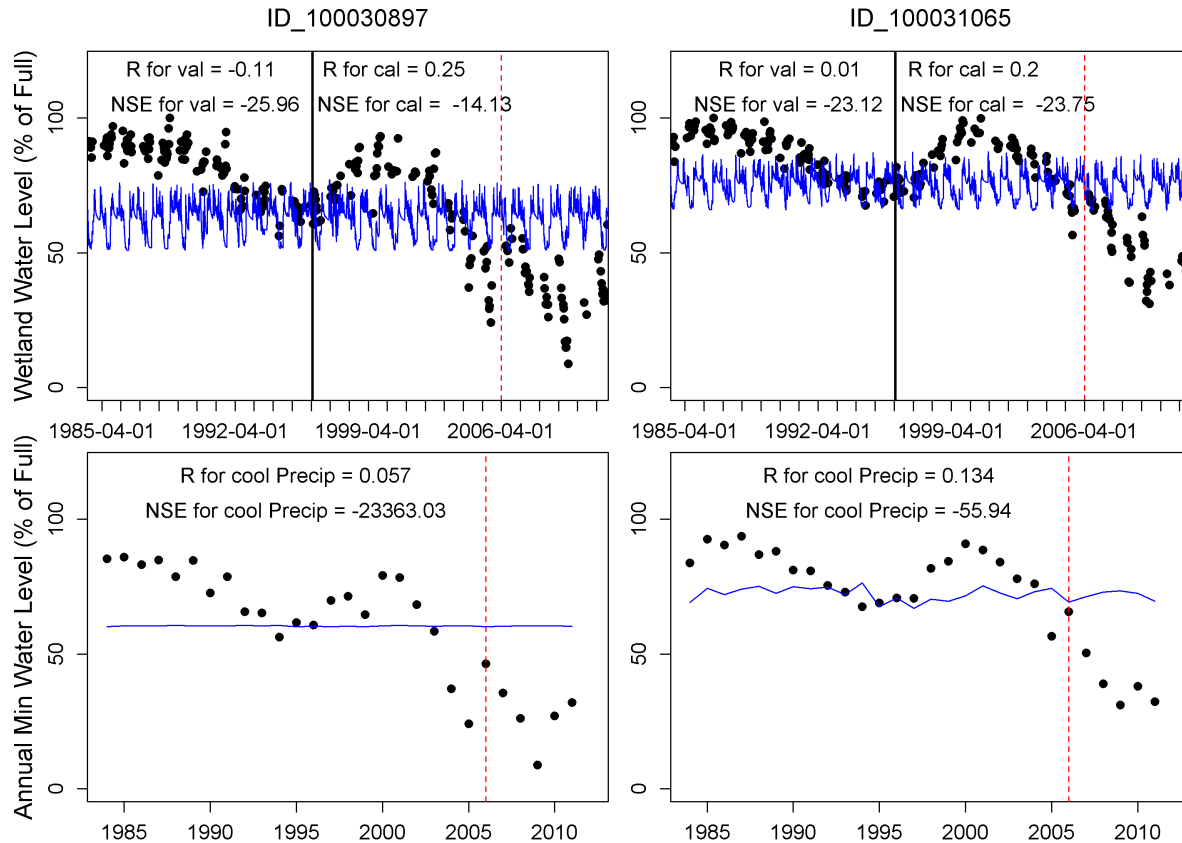 ID_100030897
ID_100031065
Wetland Water Level (% of Full)
R for val = -0.11
R for cal = 0.25
NSE for val = -25.96
NSE for cal = -14.13
100
50
0
1985-04-01
1992-04-01
1999-04-01
2006-04-01
R for val = 0.01
R for cal = 0.2
NSE for val = -23.12
NSE for cal = -23.75
100
50
0
1985-04-01
1992-04-01
1999-04-01
2006-04-01
Annual Min Water Level (% of Full)
R for cool Precip = 0.057
NSE for cool Precip = -23363.03
100
50
0
1985
1990
1995
2000
2005
2010
R for cool Precip = 0.134
NSE for cool Precip = -55.94
100
50
0
1985
1990
1995
2000
2005
2010